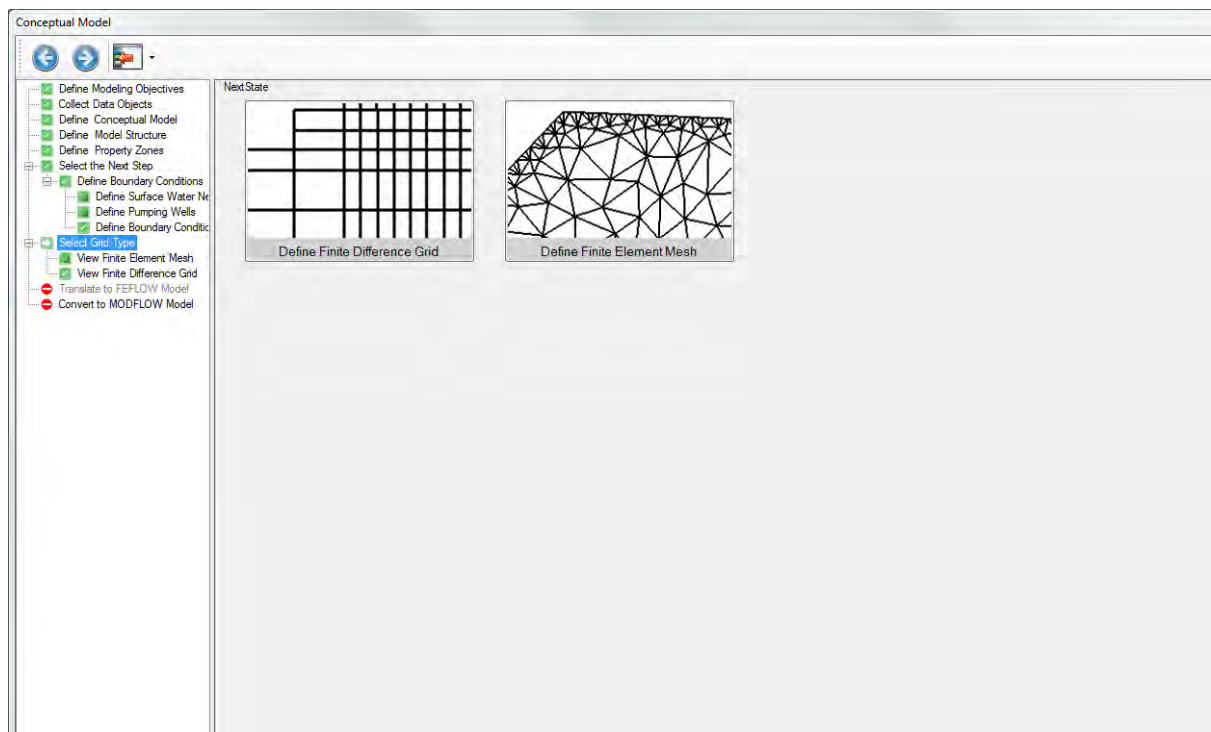 Conceptual Model
Define Modeling Objectives
Collect Data Objects
Define Conceptual Model
Define Model Structure
Define Property Zones
Select the Next Step
Define Boundary Conditions
Define Surface Water Ne
Define Pumping Wells
Define Boundary Conditic
Select Grid Type
View Finite Element Mesh
View Finite Difference Grid
Translate to FEFLOW Model
Convert to MODFLOW Model
NextState
Define Finite Difference Grid
Define Finite Element Mesh